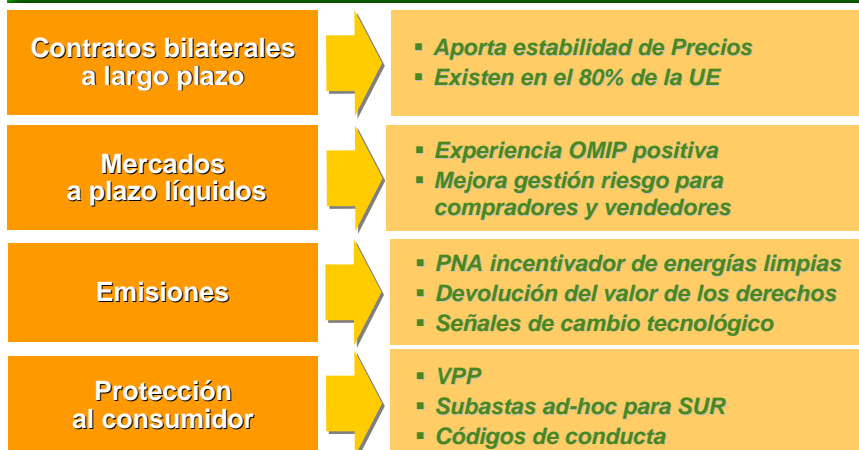 Contratos bilaterales
a largo plazo
▪ Aporta estabilidad de Precios
▪ Existen en el 80% de la UE
Mercados
a plazo líquidos
▪ Experiencia OMIP positiva
▪ Mejora gestión riesgo para
compradores y vendedores
Emisiones
▪ PNA incentivador de energías limpias
▪ Devolución del valor de los derechos
▪ Señales de cambio tecnológico
Protección
al consumidor
▪ VPP
▪ Subastas ad-hoc para SUR
▪ Códigos de conducta